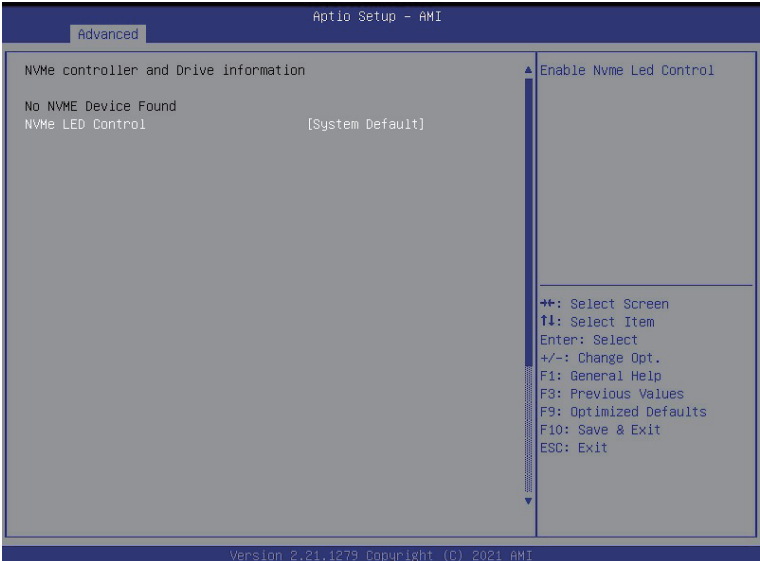 Aptio Setup – AMI
Advanced
NVMe controller and Drive information
No NVME Device Found
NVMe LED Control [System Default]
Enable Nvme Led Control
→←: Select Screen
↑↓: Select Item
Enter: Select
+/-: Change Opt.
F1: General Help
F3: Previous Values
F9: Optimized Defaults
F10: Save & Exit
ESC: Exit
Version 2.21.1279 Copyright (C) 2021 AMI